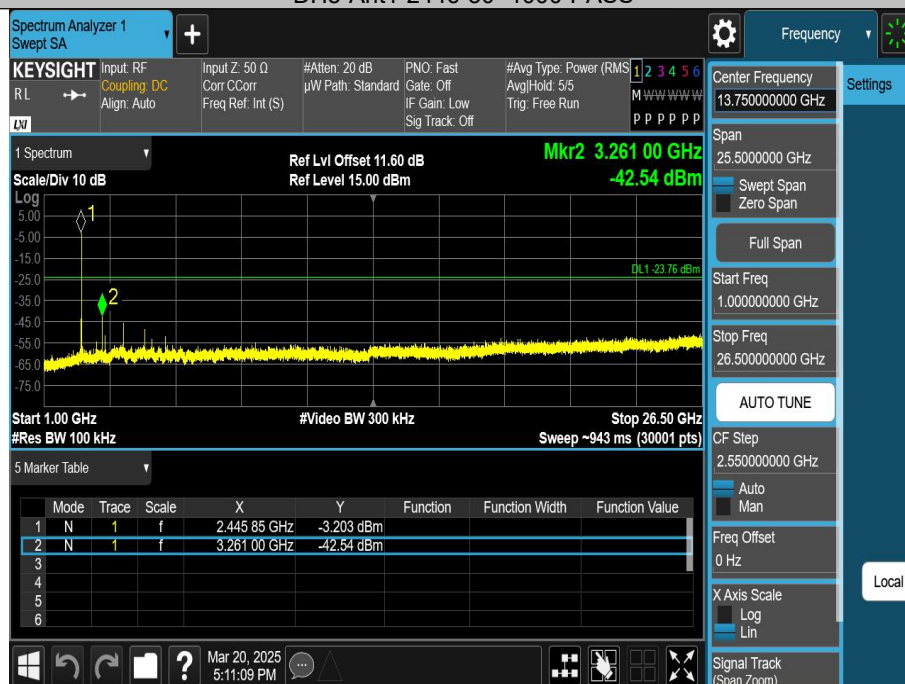 Spectrum Analyzer 1
Swept SA
Frequency
KEYSIGHT
RL
LXI
Input: RF
Coupling: DC
Align: Auto
Input Z: 50 Ω
Corr CCorr
Freq Ref: Int (S)
#Atten: 20 dB
µW Path: Standard
PNO: Fast
Gate: Off
IF Gain: Low
Sig Track: Off
#Avg Type: Power (RMS
Avg|Hold: 5/5
Trig: Free Run
1 2 3 4 5 6
M W W W W W
P P P P P P
1 Spectrum
Scale/Div 10 dB
Ref Lvl Offset 11.60 dB
Ref Level 15.00 dBm
Mkr2 3.261 00 GHz
-42.54 dBm
Log
5.00
-5.00
-15.0
-25.0
-35.0
-45.0
-55.0
-65.0
-75.0
1
2
DL1 -23.76 dBm
Start 1.00 GHz
#Video BW 300 kHz
Stop 26.50 GHz
#Res BW 100 kHz
Sweep ~943 ms (30001 pts)
5 Marker Table
Mode Trace Scale X Y Function Function Width Function Value
1 N 1 f 2.445 85 GHz -3.203 dBm
2 N 1 f 3.261 00 GHz -42.54 dBm
3
4
5
6
Mar 20, 2025
5:11:09 PM
Center Frequency
13.750000000 GHz
Span
25.5000000 GHz
Swept Span
Zero Span
Full Span
Start Freq
1.000000000 GHz
Stop Freq
26.500000000 GHz
AUTO TUNE
CF Step
2.550000000 GHz
Auto
Man
Freq Offset
0 Hz
X Axis Scale
Log
Lin
Signal Track
(Span Zoom)
Settings
Local